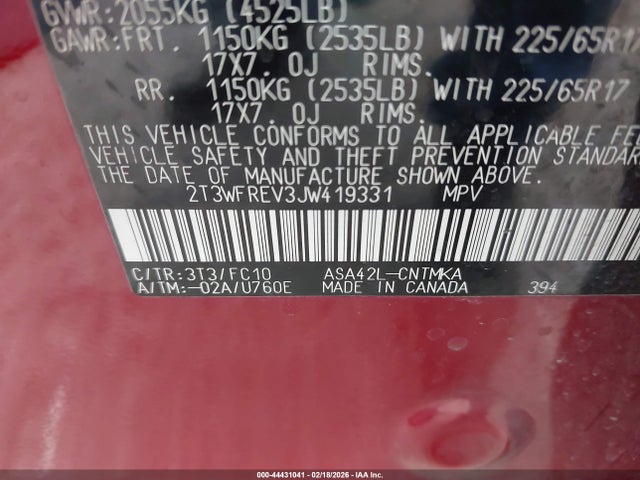 GVWR:2055KG (4525LB)
GAWR:FRT. 1150KG (2535LB) WITH 225/65R17
17X7.0J RIMS.
RR. 1150KG (2535LB) WITH 225/65R17
17X7.0J RIMS.
THIS VEHICLE CONFORMS TO ALL APPLICABLE
VEHICLE SAFETY AND THEFT PREVENTION
THE DATE OF MANUFACTURE SHOWN ABOVE.
2T3WFREV3JW419331 MPV
C/TR:3T3/FC10 ASA42L-CNTMKA
A/TM:-02A/U760E MADE IN CANADA 394
000-44431041 - 02/18/2026 - IAA Inc.